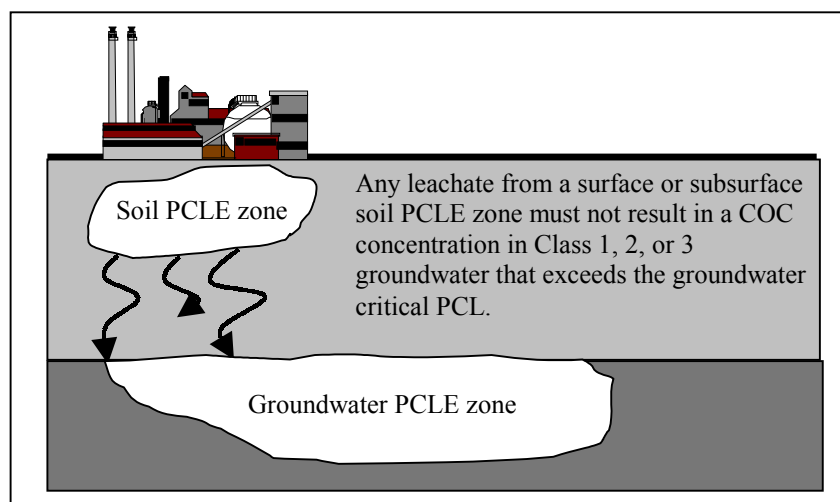 Soil PCLE zone
Any leachate from a surface or subsurface
soil PCLE zone must not result in a COC
concentration in Class 1, 2, or 3
groundwater that exceeds the groundwater
critical PCL.
Groundwater PCLE zone